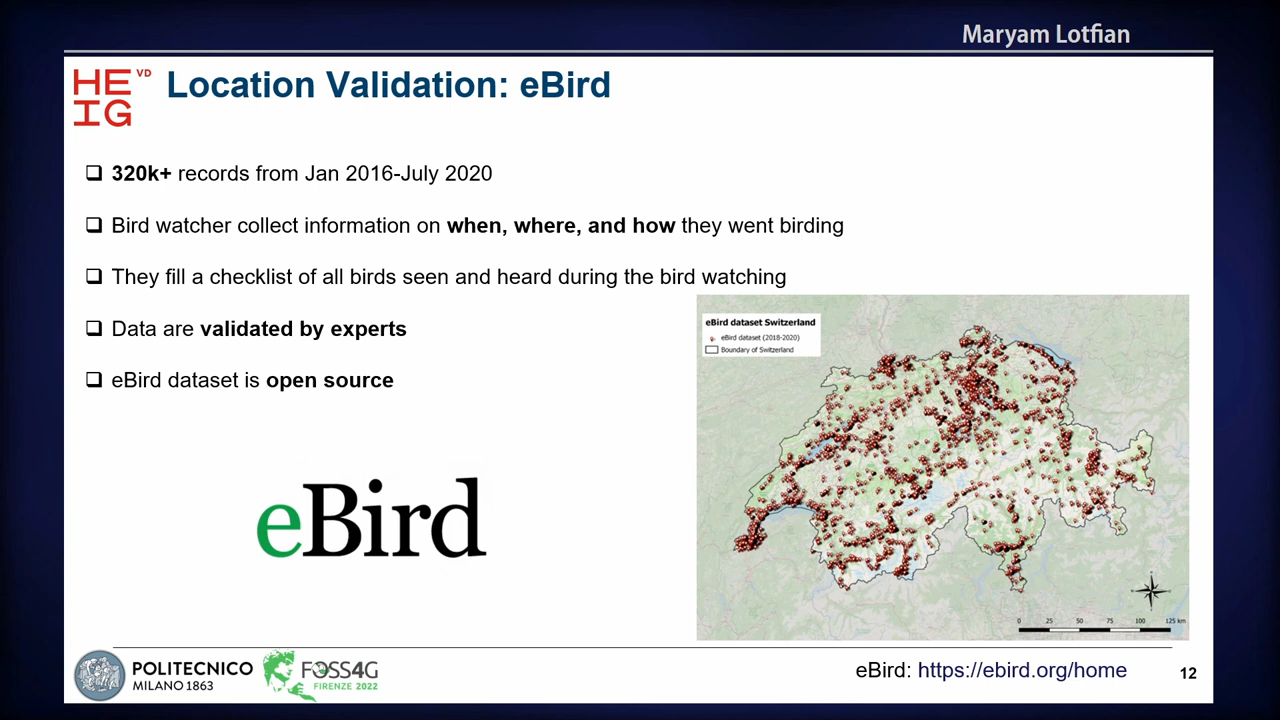 Maryam Lotfian
HE VD
IG
Location Validation: eBird
320k+ records from Jan 2016-July 2020
Bird watcher collect information on when, where, and how they went birding
They fill a checklist of all birds seen and heard during the bird watching
Data are validated by experts
eBird dataset is open source
eBird dataset Switzerland
eBird dataset (2018-2020)
Boundary of Switzerland
eBird
0 25 50 75 100 125 km
POLITECNICO
MILANO 1863
FOSS4G
FIRENZE 2022
eBird: https://ebird.org/home
12